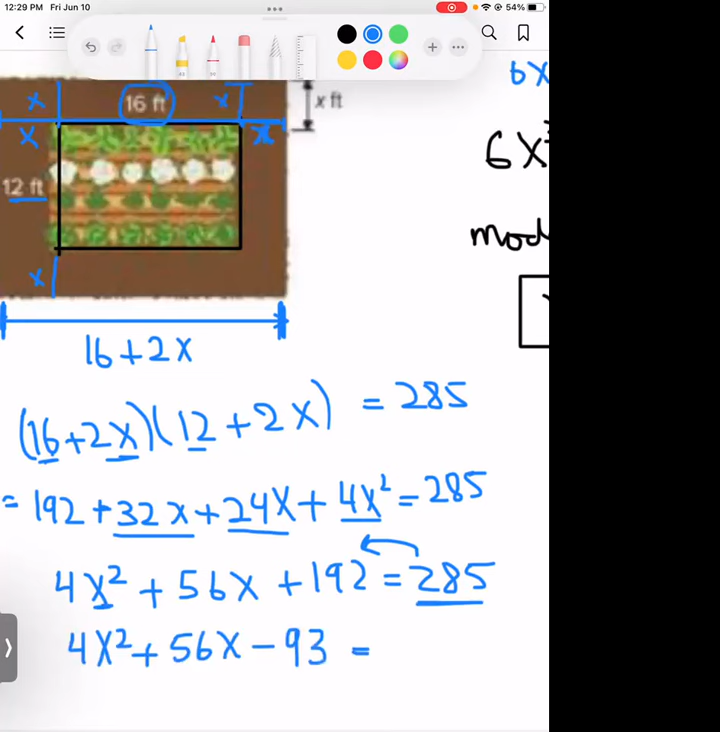 12:29 PM Fri Jun 10
54%
x 16 ft x x ft 6x
x x
12 ft 6x
mod
x
16+2x
(16+2x)(12+2x) = 285
= 192+32x+24x+4x²=285
4x²+56x+192=285
4x²+56x-93 =